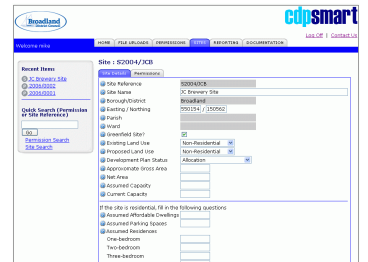 Broadland
District Council
cdpsmart
Log Off | Contact Us
Welcome mike
HOME FILE UPLOADS PERMISSIONS SITES REPORTING DOCUMENTATION
Recent Items
JC Brewery Site
2006/0002
2006/0001
Quick Search (Permission
or Site Reference)
Go
Permission Search
Site Search
Site : S2004/JCB
Site Details Permissions
Site Reference S2004/JCB
Site Name JC Brewery Site
Borough/District Broadland
Easting / Northing 550154 / 150562
Parish
Ward
Greenfield Site?
Existing Land Use Non-Residential
Proposed Land Use Non-Residential
Development Plan Status Allocation
Approximate Gross Area
Net Area
Assumed Capacity
Current Capacity
If the site is residential, fill in the following questions
Assumed Affordable Dwellings
Assumed Parking Spaces
Assumed Residences
One-bedroom
Two-bedroom
Three-bedroom